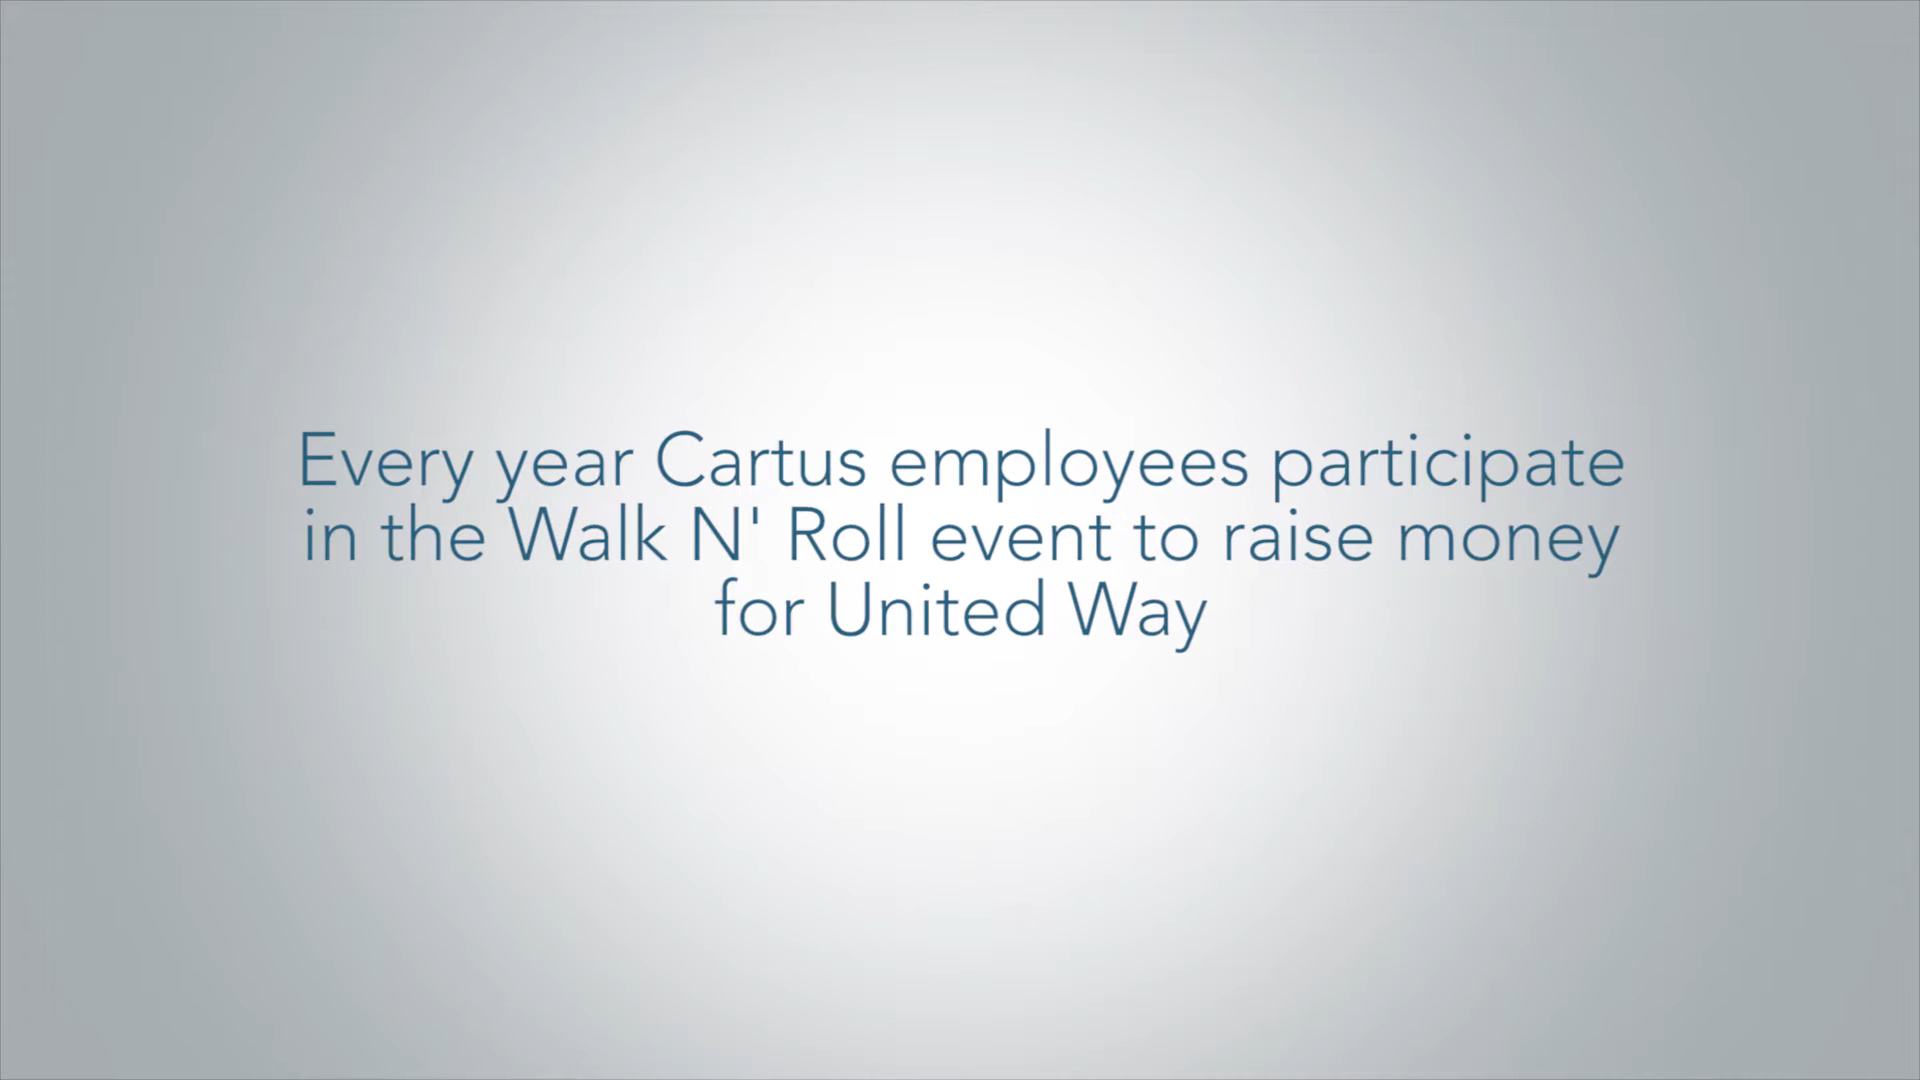 Every year Cartus employees participate
in the Walk N' Roll event to raise money
for United Way